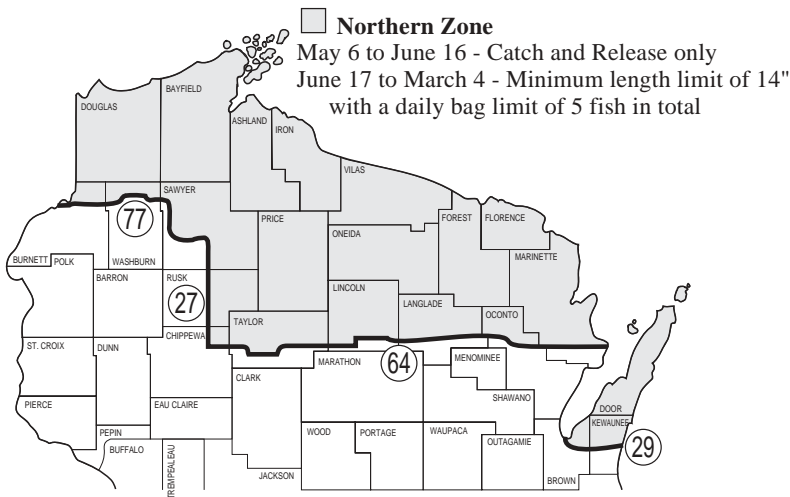 Northern Zone
May 6 to June 16 - Catch and Release only
June 17 to March 4 - Minimum length limit of 14"
with a daily bag limit of 5 fish in total
BAYFIELD
DOUGLAS
ASHLAND
IRON
VILAS
SAWYER
77
PRICE
FOREST
FLORENCE
ONEIDA
BURNETT
POLK
WASHBURN
MARINETTE
BARRON
RUSK
27
LINCOLN
LANGLADE
OCONTO
TAYLOR
CHIPPEWA
ST. CROIX
DUNN
MARATHON
64
MENOMINEE
CLARK
SHAWANO
PIERCE
EAU CLAIRE
DOOR
KEWAUNEE
PEPIN
WOOD
PORTAGE
WAUPACA
OUTAGAMIE
29
BUFFALO
TREMPEALEAU
JACKSON
BROWN